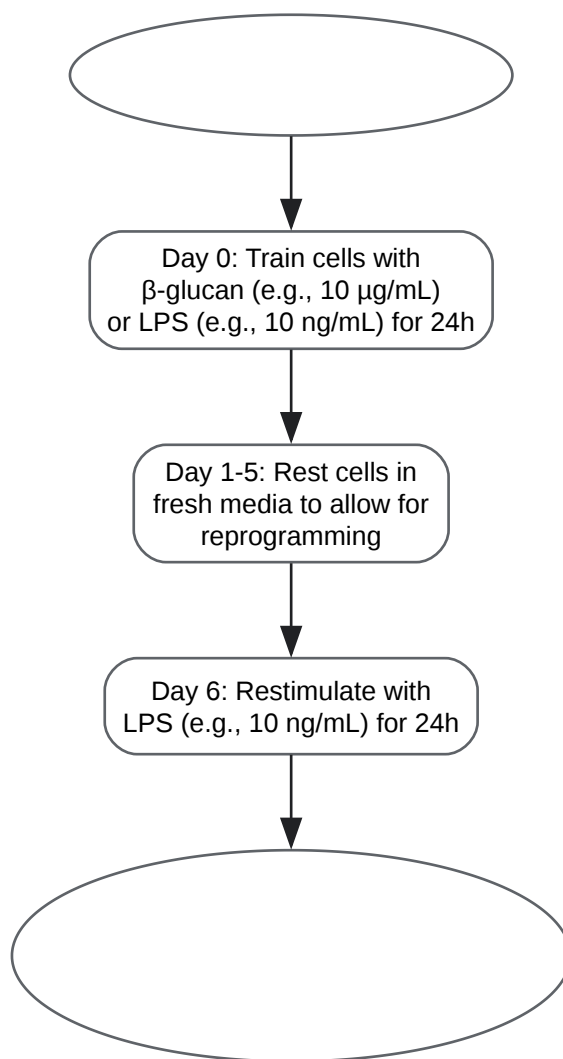 Day 0: Train cells with
β-glucan (e.g., 10 µg/mL)
or LPS (e.g., 10 ng/mL) for 24h
Day 1-5: Rest cells in
fresh media to allow for
reprogramming
Day 6: Restimulate with
LPS (e.g., 10 ng/mL) for 24h